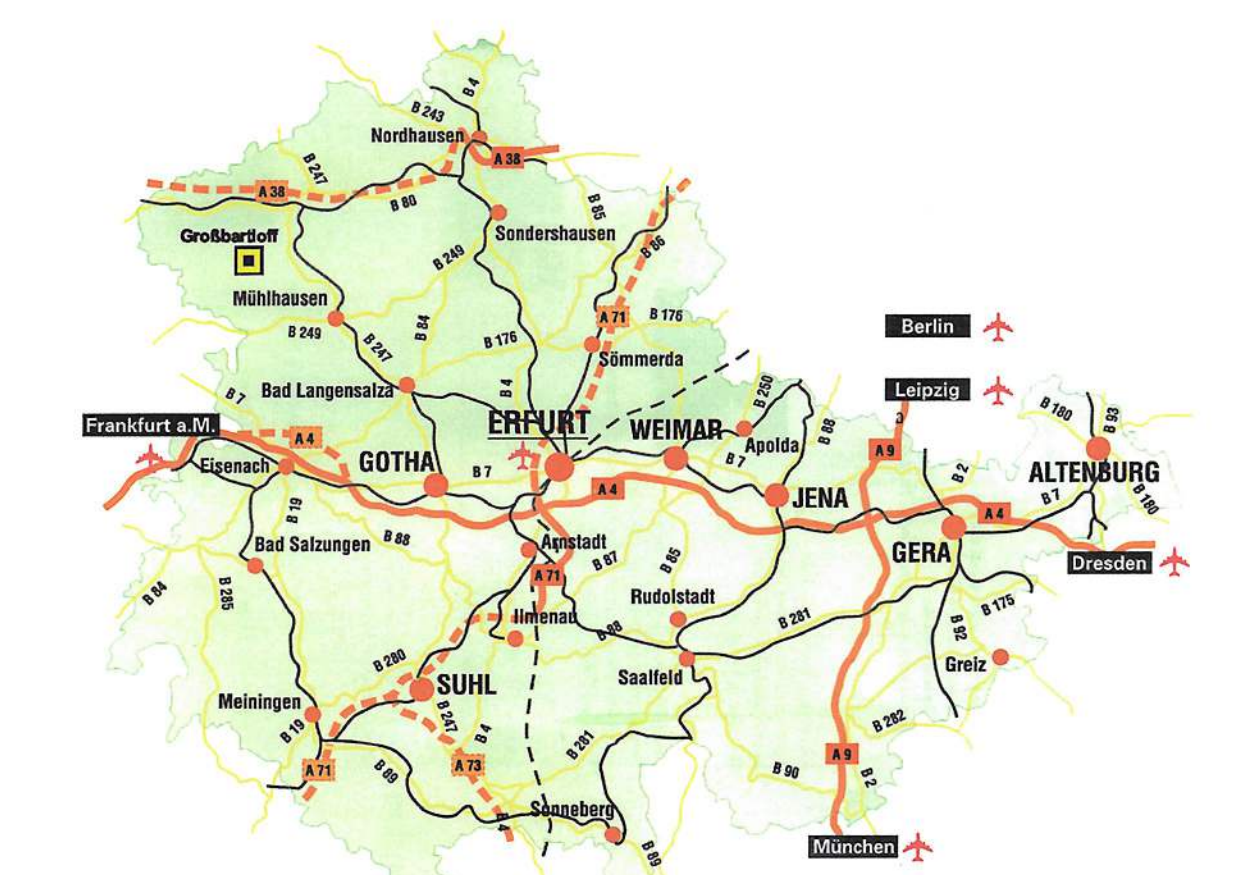 B 4
B 243
Nordhausen
A 38
B 247
A 38
B 80
B 85
Sondershausen
Großbartloff
B 86
B 249
Mühlhausen
A 71
B 176
Berlin
B 249
B 84
B 247
B 176
Sömmerda
Bad Langensalza
B 4
B 250
Leipzig
B 7
B 180
B 93
Frankfurt a.M.
ERFURT
WEIMAR
B 88
A 4
Apolda
A 9
Eisenach
GOTHA
B 7
B 7
B 2
ALTENBURG
A 4
JENA
B 7
B 180
B 19
A 4
Bad Salzungen
B 88
Arnstadt
GERA
Dresden
B 87
B 85
A 71
B 84
B 285
Rudolstadt
Ilmenau
B 88
B 281
B 175
B 92
B 280
Saalfeld
Greiz
SUHL
Meiningen
B 247
B 19
B 4
B 282
B 281
A 9
A 71
B 89
A 73
B 90
B 2
Sonneberg
B 4
München
B 89